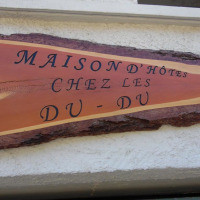 MAISON D'HÔTES
CHEZ LES
DU - DU